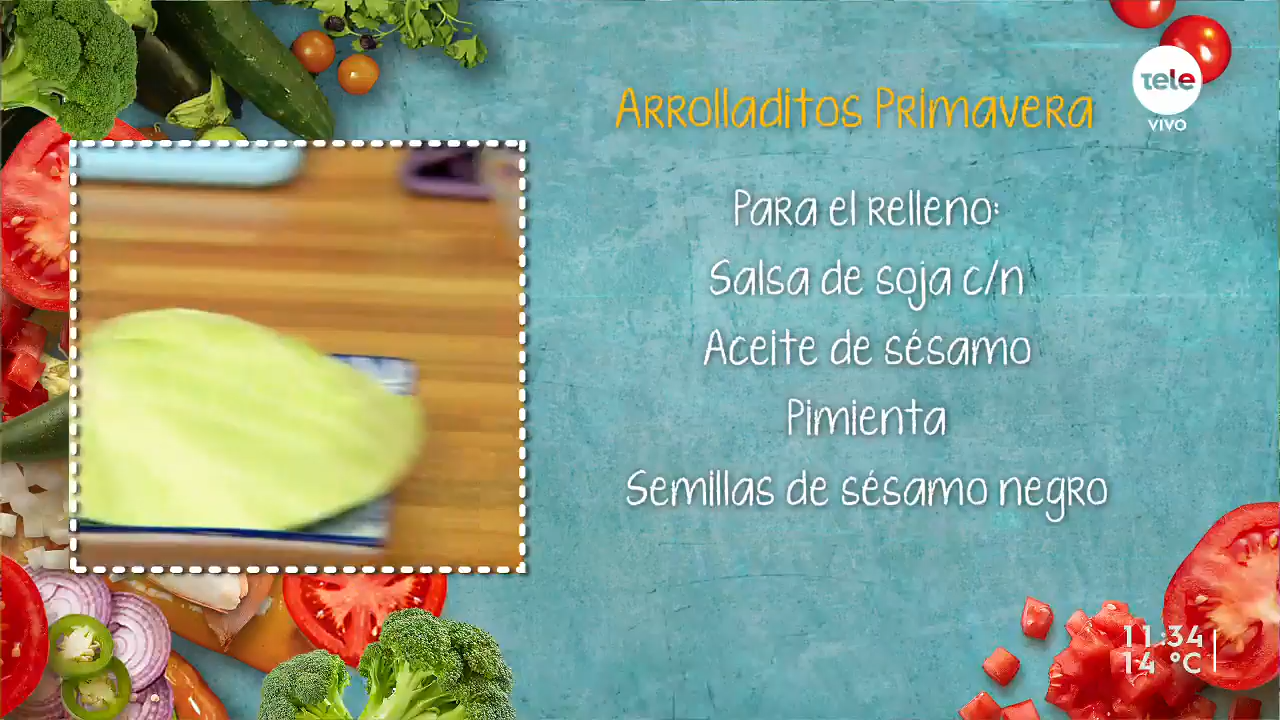 Arrolladitos Primavera
tele
VIVO
Para el relleno:
Salsa de soja c/n
Aceite de sésamo
Pimienta
Semillas de sésamo negro
11:34
14 °C